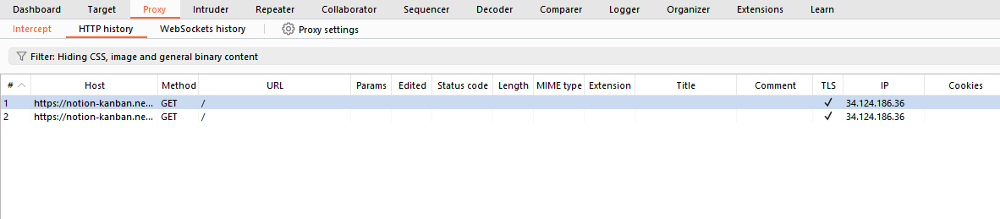 Dashboard Target Proxy Intruder Repeater Collaborator Sequencer Decoder Comparer Logger Organizer Extensions Learn
Intercept HTTP history WebSockets history Proxy settings
Filter: Hiding CSS, image and general binary content
# Host Method URL Params Edited Status code Length MIME type Extension Title Comment TLS IP Cookies
1 https://notion-kanban.ne... GET / ✓ 34.124.186.36
2 https://notion-kanban.ne... GET / ✓ 34.124.186.36